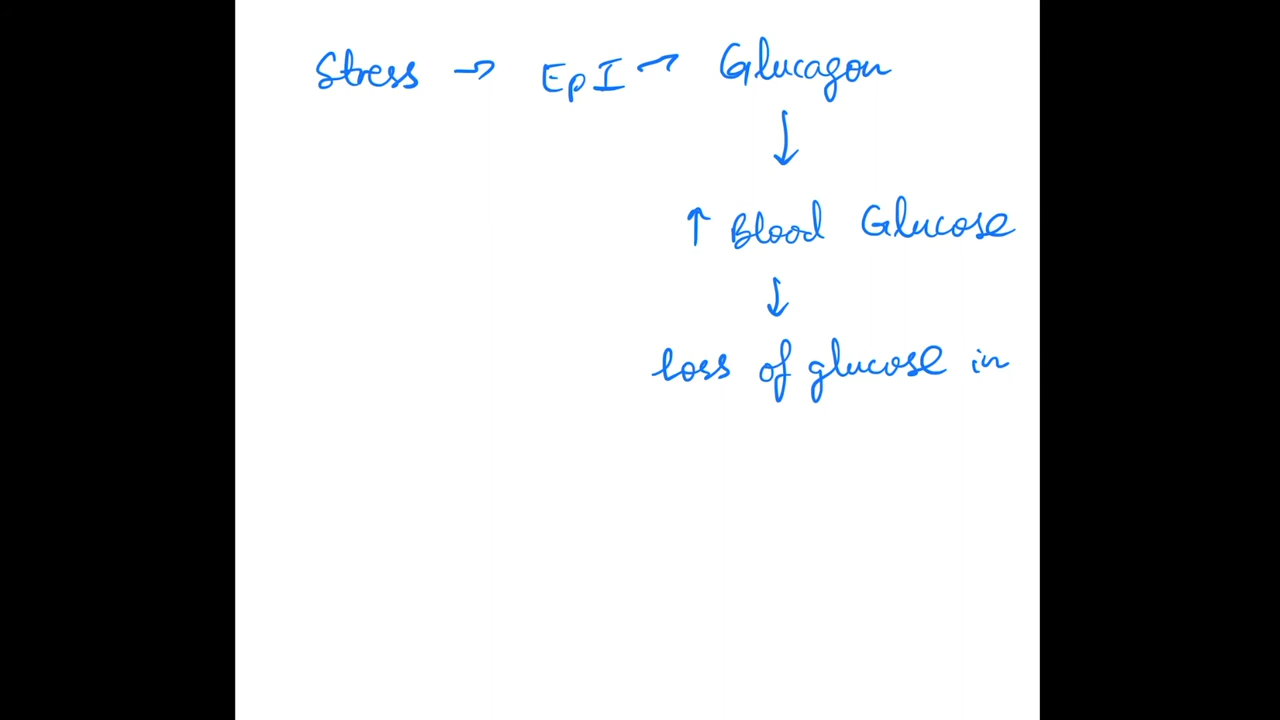 Stress → EpI → Glucagon
↓
↑ Blood Glucose
↓
loss of glucose in